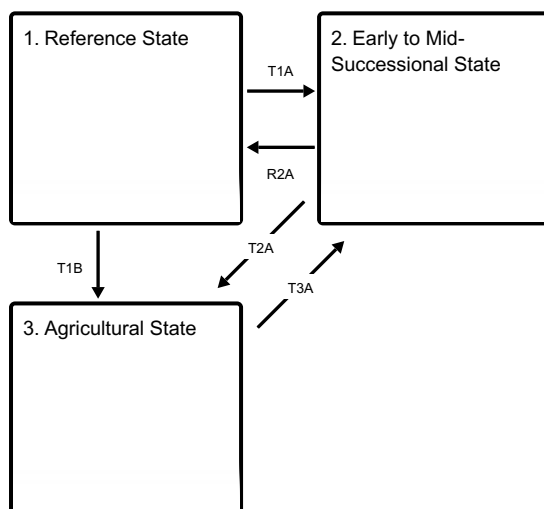 1. Reference State
2. Early to Mid-
Successional State
T1A
R2A
T2A
T1B
T3A
3. Agricultural State